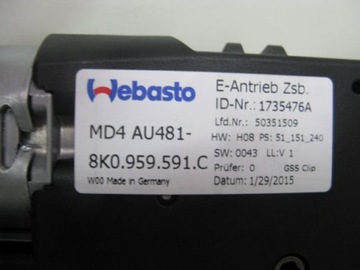 Webasto
MD4 AU481-
8K0.959.591.C
W00 Made in Germany
E-Antrieb Zsb.
ID-Nr.: 1735476A
Lfd.Nr.: 50351509
HW: H08 PS: 51_151_240
SW: 0043 LL:V 1
Prüfer: 0 GSS Clip
Datum: 1/29/2015